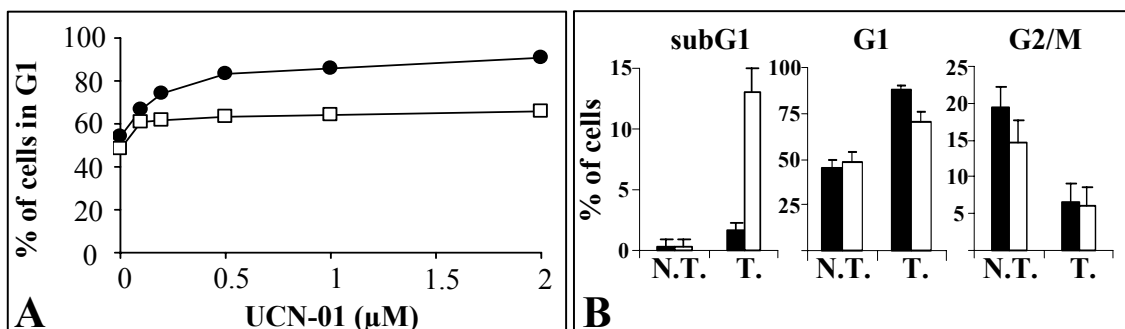 % of cells in G1
100
80
60
40
20
0
0 0.5 1 1.5 2
UCN-01 (µM)
A
% of cells
subG1 G1 G2/M
15
10
5
0
100
75
50
25
25
20
15
10
5
N.T. T. N.T. T. N.T. T.
B